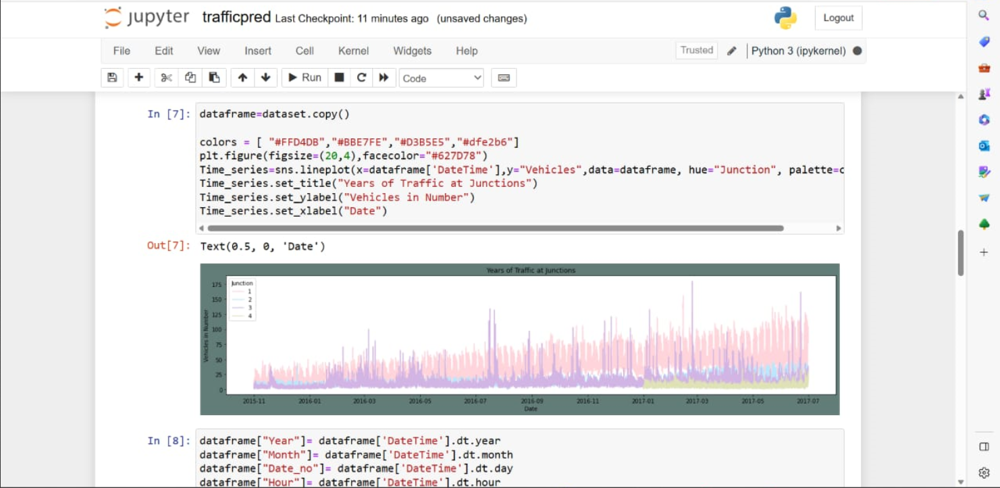 jupyter trafficpred Last Checkpoint: 11 minutes ago (unsaved changes)
Logout
File Edit View Insert Cell Kernel Widgets Help
Trusted Python 3 (ipykernel)
Run Code
In [7]: dataframe=dataset.copy()
colors = [ "#FFD4DB","#BBE7FE","#D3B5E5","#dfe2b6"]
plt.figure(figsize=(20,4),facecolor="#627D78")
Time_series=sns.lineplot(x=dataframe['DateTime'],y="Vehicles",data=dataframe, hue="Junction", palette=c
Time_series.set_title("Years of Traffic at Junctions")
Time_series.set_ylabel("Vehicles in Number")
Time_series.set_xlabel("Date")
Out[7]: Text(0.5, 0, 'Date')
Years of Traffic at Junctions
Vehicles in Number
175
150
125
100
75
50
25
0
Junction
1
2
3
4
2015-11 2016-01 2016-03 2016-05 2016-07 2016-09 2016-11 2017-01 2017-03 2017-05 2017-07
Date
In [8]: dataframe["Year"]= dataframe['DateTime'].dt.year
dataframe["Month"]= dataframe['DateTime'].dt.month
dataframe["Date_no"]= dataframe['DateTime'].dt.day
dataframe["Hour"]= dataframe['DateTime'].dt.hour